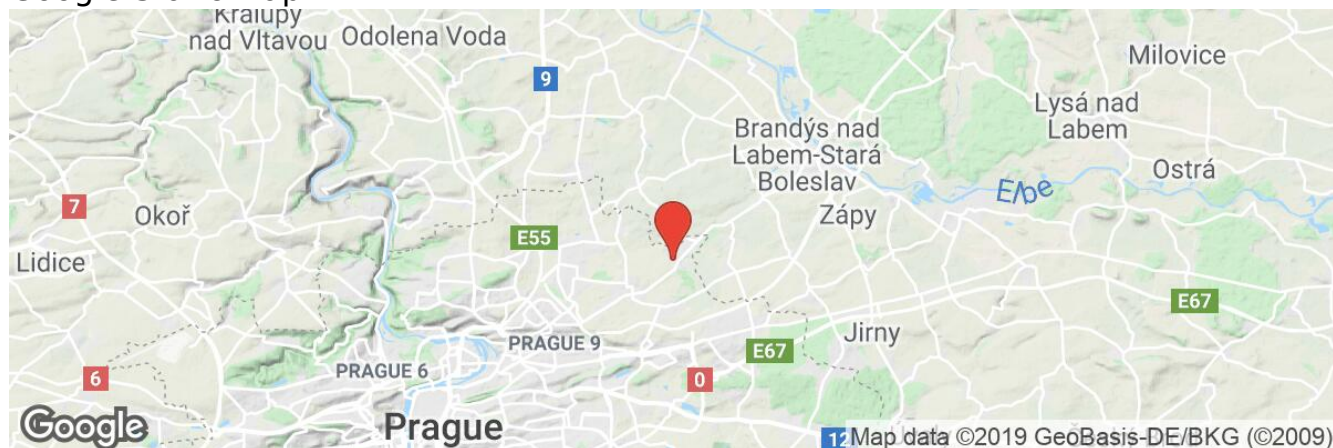 Kralupy
nad Vltavou
Odolena Voda
9
Milovice
Lysá nad
Labem
Brandýs nad
Labem-Stará
Boleslav
Ostrá
Elbe
7
Okoř
Zápy
E55
Lidice
E67
Jirny
PRAGUE 9
E67
PRAGUE 6
6
0
Google
Prague
12
Map data ©2019 GeoBasis-DE/BKG (©2009)